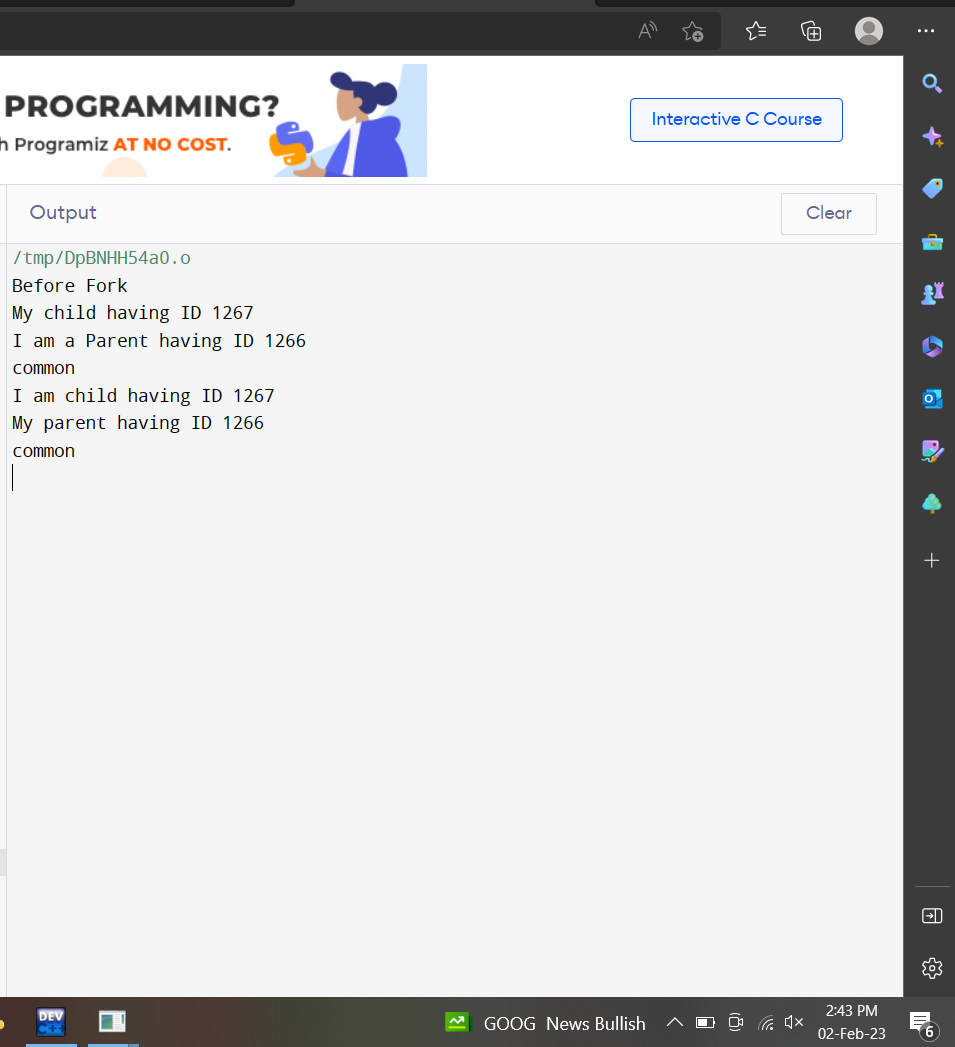 PROGRAMMING?
h Programiz AT NO COST.
Interactive C Course
Output
Clear
/tmp/DpBNHH54aO.o
Before Fork
My child having ID 1267
I am a Parent having ID 1266
common
I am child having ID 1267
My parent having ID 1266
common
DEV
C++
GOOG News Bullish
2:43 PM
02-Feb-23
6